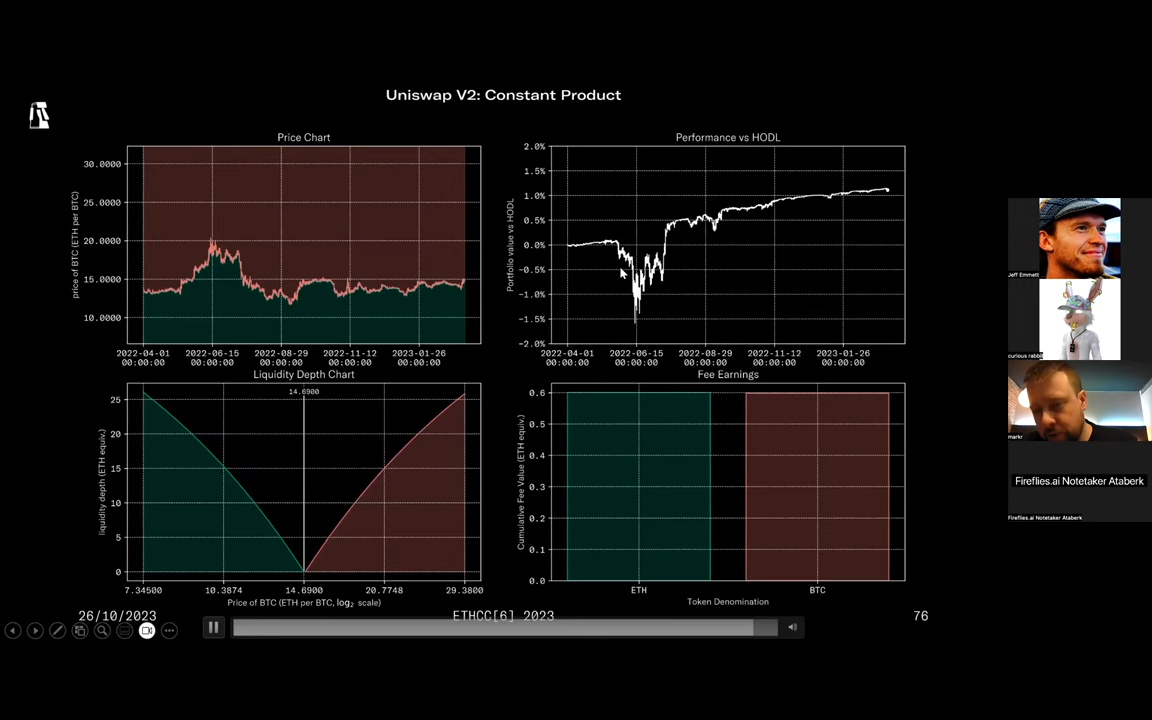 Uniswap V2: Constant Product
Price Chart
price of BTC (ETH per BTC)
30.0000
25.0000
20.0000
15.0000
10.0000
2022-04-01 00:00:00
2022-06-15 00:00:00
2022-08-29 00:00:00
2022-11-12 00:00:00
2023-01-26 00:00:00
Performance vs HODL
Portfolio value vs HODL
2.0%
1.5%
1.0%
0.5%
0.0%
−0.5%
−1.0%
−1.5%
−2.0%
2022-04-01 00:00:00
2022-06-15 00:00:00
2022-08-29 00:00:00
2022-11-12 00:00:00
2023-01-26 00:00:00
Liquidity Depth Chart
14.6900
liquidity depth (ETH equiv.)
25
20
15
10
5
0
7.34500
10.3874
14.6900
20.7748
29.3800
Price of BTC (ETH per BTC, log₂ scale)
Fee Earnings
Cumulative Fee Value (ETH equiv.)
0.6
0.5
0.4
0.3
0.2
0.1
0.0
ETH
BTC
Token Denomination
26/10/2023
ETHCC[6] 2023
76
Jeff Emmett
curious rabbit
markr
Fireflies.ai Notetaker Ataberk
Fireflies.ai Notetaker Ataberk